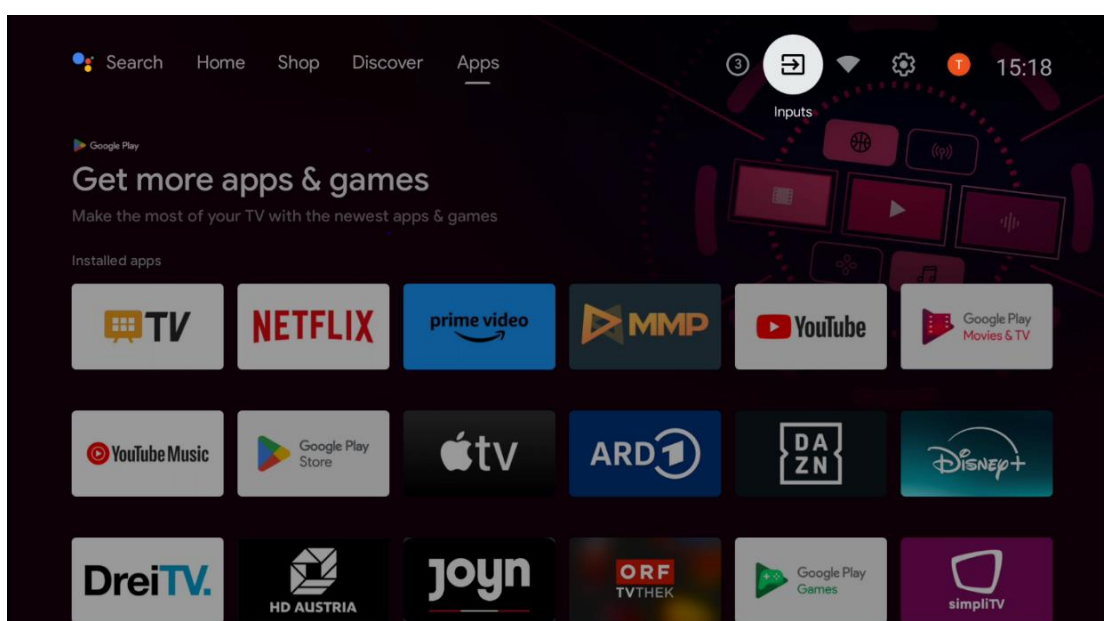 Search Home Shop Discover Apps 3 T 15:18
Inputs
Google Play
Get more apps & games
Make the most of your TV with the newest apps & games
Installed apps
TV
NETFLIX
prime video
MMP
YouTube
Google Play
Movies & TV
YouTube Music
Google Play
Store
tv
ARD 1
DA
ZN
Disney+
DreiTV.
HD AUSTRIA
joyn
ORF
TVTHEK
Google Play
Games
simpliTV